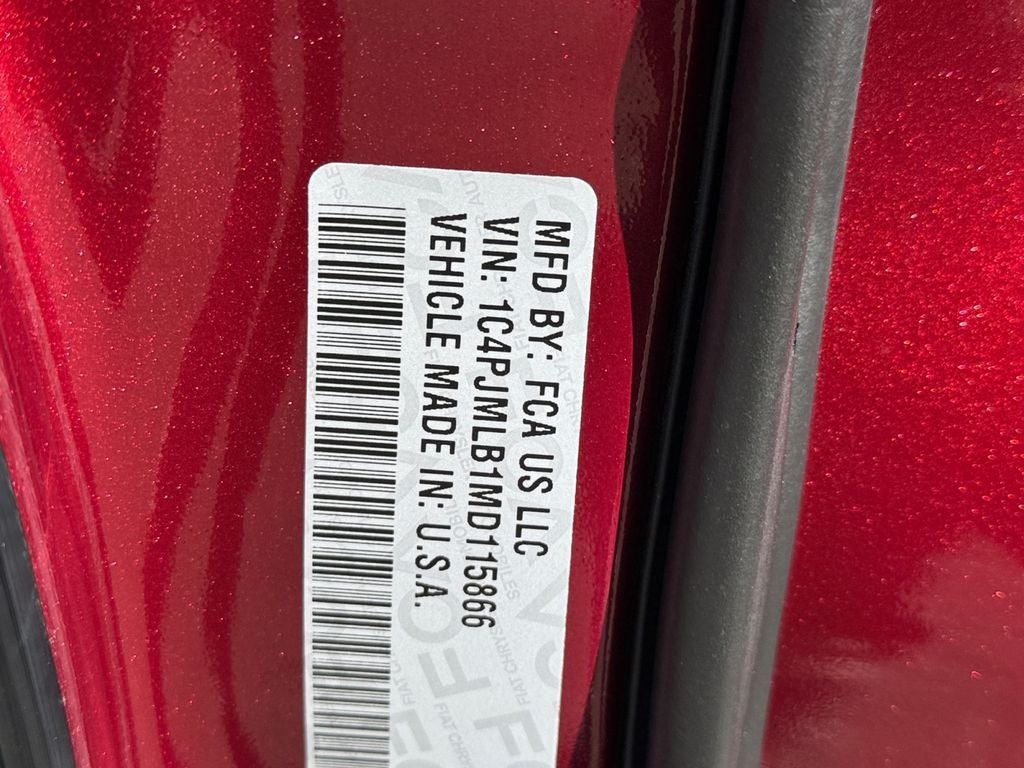 MFD BY: FCA US LLC
VIN: 1C4PJMLB1MD115866
VEHICLE MADE IN: U.S.A.